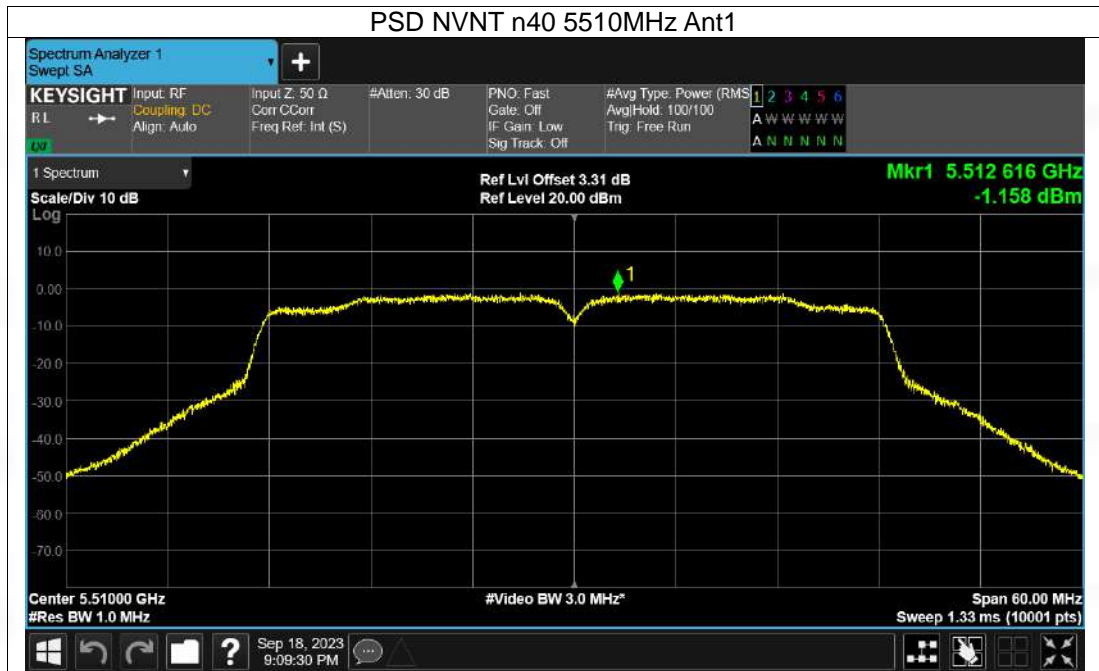 PSD NVNT n40 5510MHz Ant1
Spectrum Analyzer 1
Swept SA
+
KEYSIGHT
RL
LXI
Input: RF
Coupling: DC
Align: Auto
Input Z: 50 Ω
Corr CCorr
Freq Ref: Int (S)
#Atten: 30 dB
PNO: Fast
Gate: Off
IF Gain: Low
Sig Track: Off
#Avg Type: Power (RMS
Avg|Hold: 100/100
Trig: Free Run
1 2 3 4 5 6
A W W W W W
A N N N N N
1 Spectrum
Scale/Div 10 dB
Ref Lvl Offset 3.31 dB
Ref Level 20.00 dBm
Mkr1 5.512 616 GHz
-1.158 dBm
Log
10.0
0.00
-10.0
-20.0
-30.0
-40.0
-50.0
-60.0
-70.0
1
Center 5.51000 GHz
#Res BW 1.0 MHz
#Video BW 3.0 MHz*
Span 60.00 MHz
Sweep 1.33 ms (10001 pts)
?
Sep 18, 2023
9:09:30 PM